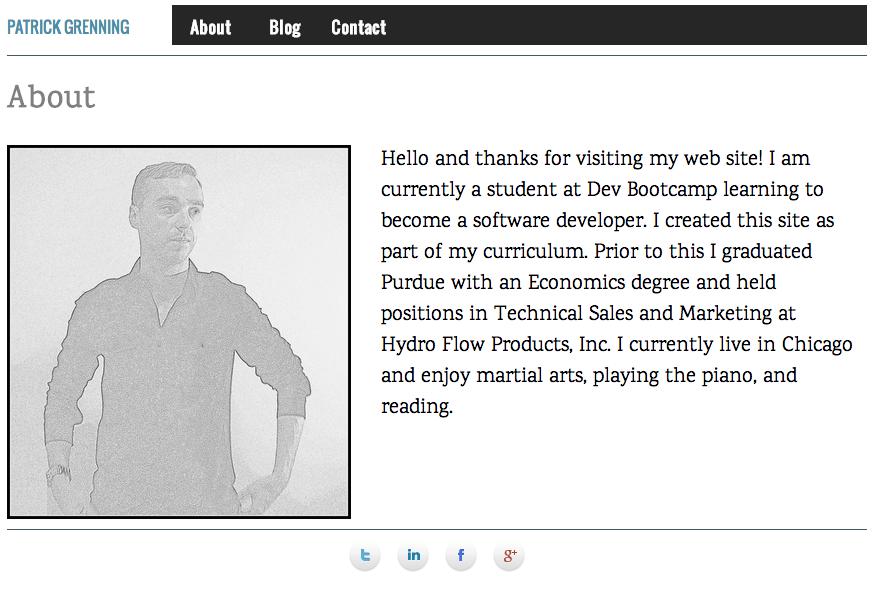 PATRICK GRENNING About Blog Contact
About
Hello and thanks for visiting my web site! I am
currently a student at Dev Bootcamp learning to
become a software developer. I created this site as
part of my curriculum. Prior to this I graduated
Purdue with an Economics degree and held
positions in Technical Sales and Marketing at
Hydro Flow Products, Inc. I currently live in Chicago
and enjoy martial arts, playing the piano, and
reading.
t in f g+